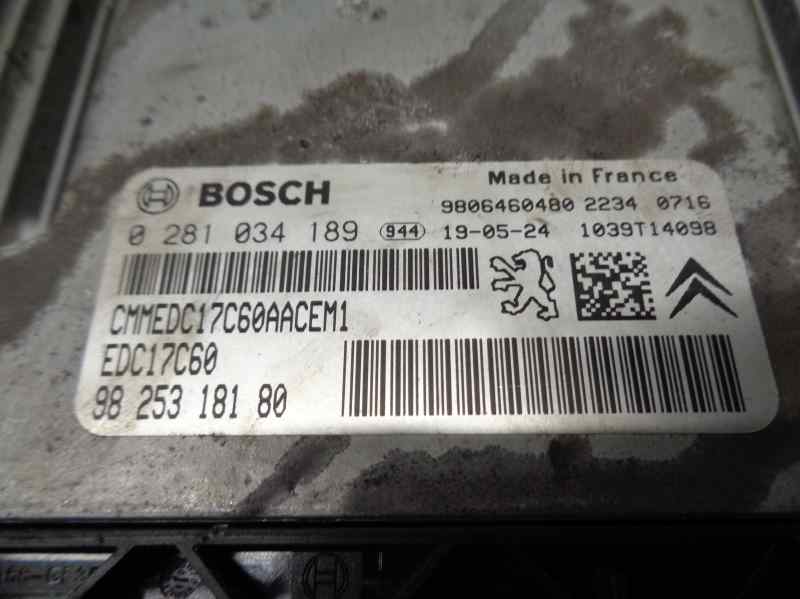 BOSCH
Made in France
9806460480 2234 0716
0 281 034 189 944 19-05-24 1039T14098
CMMEDC17C60AACEM1
EDC17C60
98 253 181 80